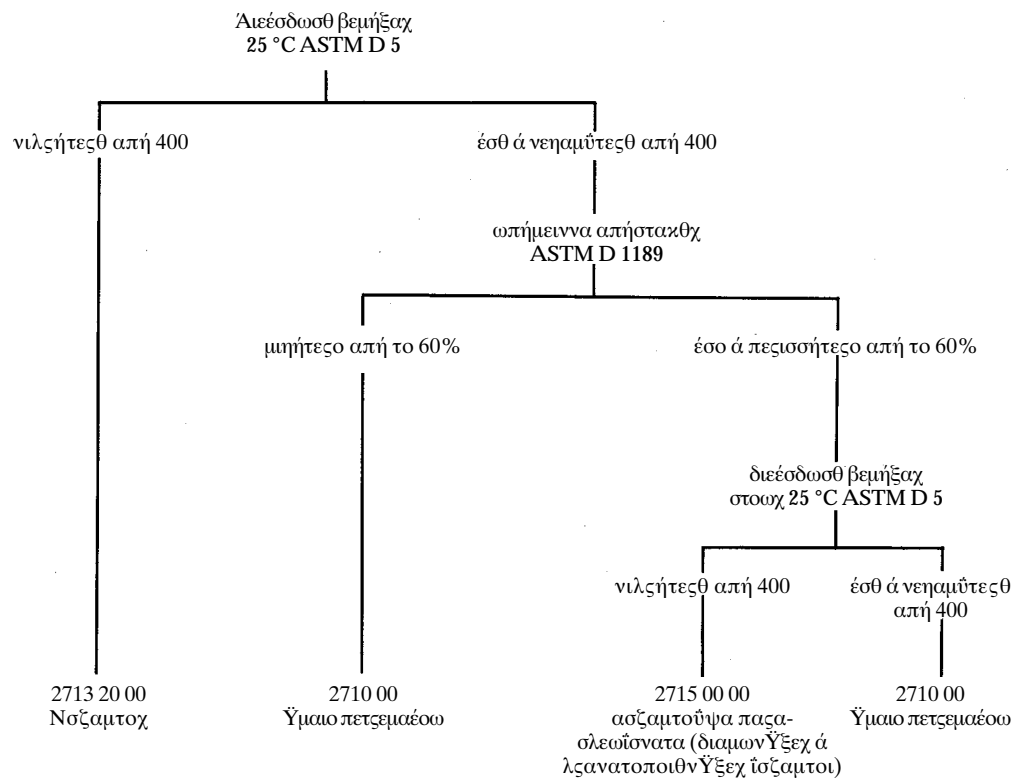 Άιεέσδωσθ βεμήξαχ
25 °C ASTM D 5
νιλςήτεςθ απή 400
έσθ ά νεηαμΰτεςθ απή 400
ωπήμειννα απήστακθχ
ASTM D 1189
μιηήτεςο απή το 60%
έσο ά πεςισσήτεςο απή το 60%
διεέσδωσθ βεμήξαχ
στοωχ 25 °C ASTM D 5
νιλςήτεςθ απή 400
έσθ ά νεηαμΰτεςθ
απή 400
2713 20 00
Νσζαμτοχ
2710 00
Ϋμαιο πετςεμαέοω
2715 00 00
ασζαμτοΰψα παςα-
σλεωΐσνατα (διαμωνΫξεχ ά
λςανατοποιθνΫξεχ ΐσζαμτοι)
2710 00
Ϋμαιο πετςεμαέοω